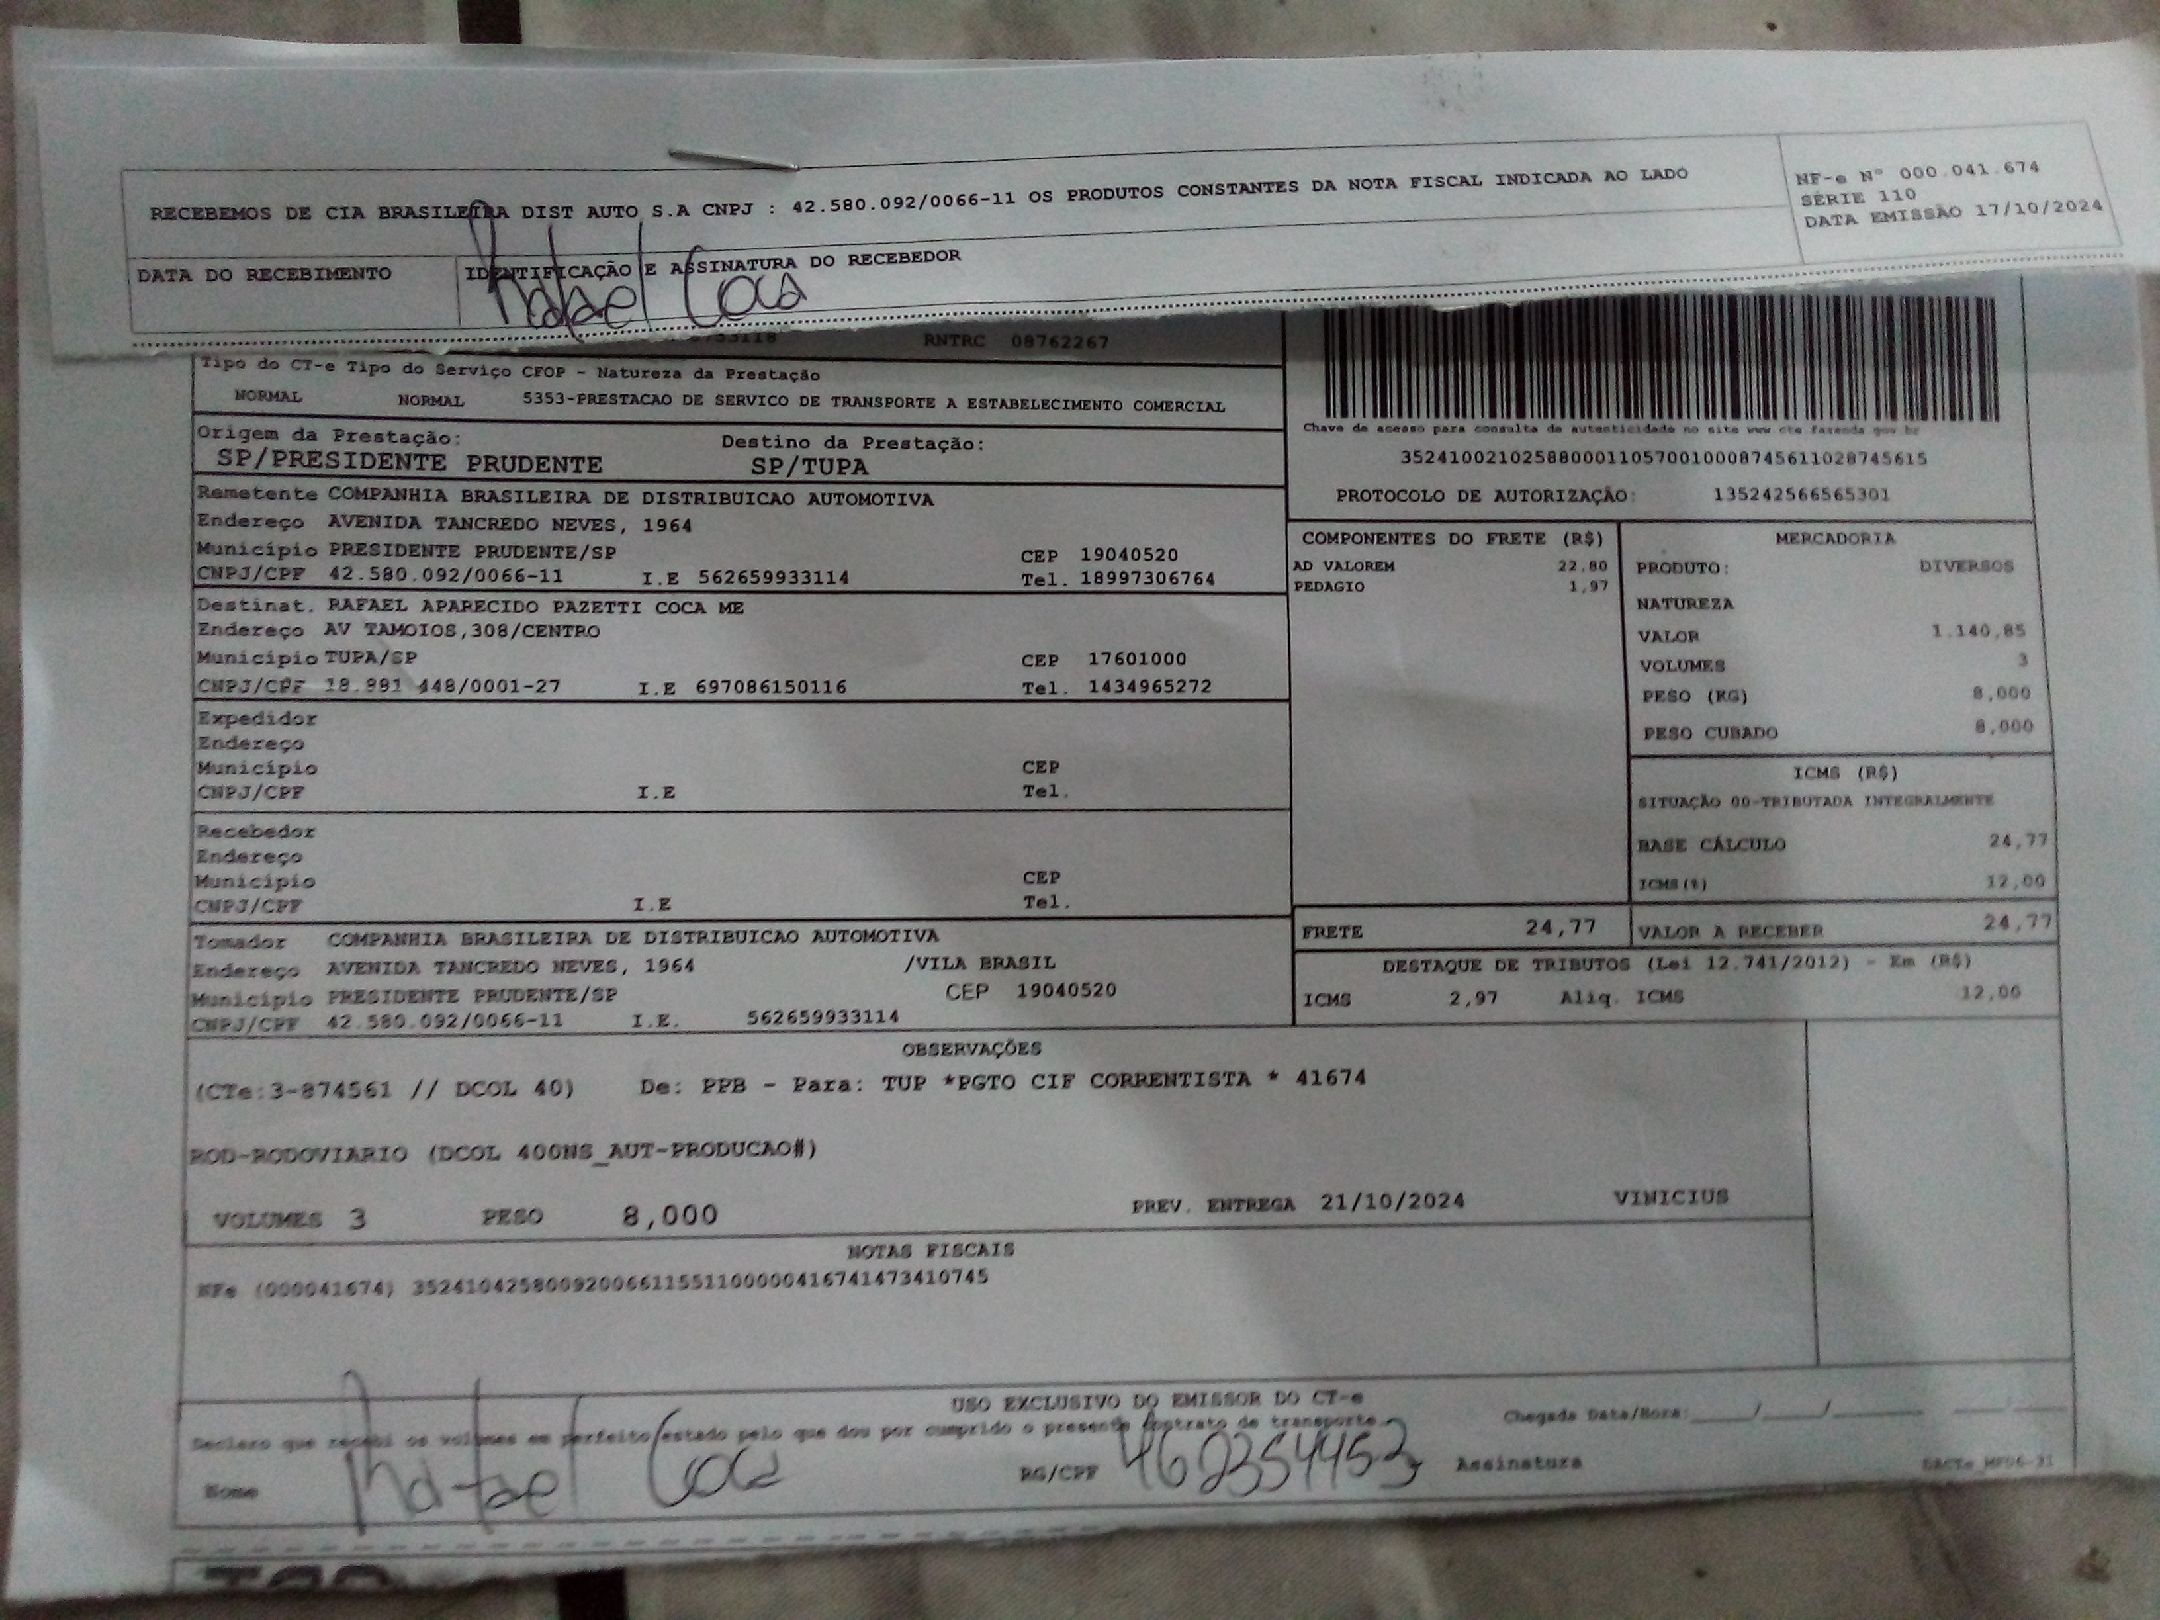 RECEBEMOS DE CIA BRASILEIRA DIST AUTO S.A CNPJ : 42.580.092/0066-11 OS PRODUTOS CONSTANTES DA NOTA FISCAL INDICADA AO LADO
NF-e Nº 000.041.674
SÉRIE 110
DATA EMISSÃO 17/10/2024
DATA DO RECEBIMENTO
IDENTIFICAÇÃO E ASSINATURA DO RECEBEDOR
Rafael Coca
RNTRC 08762267
Tipo do CT-e Tipo do Serviço CFOP - Natureza da Prestação
NORMAL NORMAL 5353-PRESTACAO DE SERVICO DE TRANSPORTE A ESTABELECIMENTO COMERCIAL
Chave de acesso para consulta de autenticidade no site www cte fazenda gov br
35241002102588000110570010008745611028745615
PROTOCOLO DE AUTORIZAÇÃO: 135242566565301
Origem da Prestação: Destino da Prestação:
SP/PRESIDENTE PRUDENTE SP/TUPA
Remetente COMPANHIA BRASILEIRA DE DISTRIBUICAO AUTOMOTIVA
Endereço AVENIDA TANCREDO NEVES, 1964
Município PRESIDENTE PRUDENTE/SP CEP 19040520
CNPJ/CPF 42.580.092/0066-11 I.E 562659933114 Tel. 18997306764
Destinat. RAFAEL APARECIDO PAZETTI COCA ME
Endereço AV TAMOIOS,308/CENTRO
Município TUPA/SP CEP 17601000
CNPJ/CPF 18.991 448/0001-27 I.E 697086150116 Tel. 1434965272
Expedidor
Endereço
Município CEP
CNPJ/CPF I.E Tel.
Recebedor
Endereço
Município CEP
CNPJ/CPF I.E Tel.
Tomador COMPANHIA BRASILEIRA DE DISTRIBUICAO AUTOMOTIVA
Endereço AVENIDA TANCREDO NEVES, 1964 /VILA BRASIL
Município PRESIDENTE PRUDENTE/SP CEP 19040520
CNPJ/CPF 42.580.092/0066-11 I.E. 562659933114
COMPONENTES DO FRETE (R$)
AD VALOREM 22,80
PEDAGIO 1,97
FRETE 24,77
MERCADORIA
PRODUTO: DIVERSOS
NATUREZA
VALOR 1.140,85
VOLUMES 3
PESO (KG) 8,000
PESO CUBADO 8,000
ICMS (R$)
SITUAÇÃO 00-TRIBUTADA INTEGRALMENTE
BASE CÁLCULO 24,77
ICMS(%) 12,00
VALOR A RECEBER 24,77
DESTAQUE DE TRIBUTOS (Lei 12.741/2012) - Em (R$)
ICMS 2,97 Aliq. ICMS 12,00
OBSERVAÇÕES
(CTe:3-874561 // DCOL 40) De: PPB - Para: TUP *PGTO CIF CORRENTISTA * 41674
ROD-RODOVIARIO (DCOL 400NS_AUT-PRODUCAO#)
VOLUMES 3 PESO 8,000 PREV. ENTREGA 21/10/2024 VINICIUS
NOTAS FISCAIS
NFe (000041674) 35241042580092006611551100000416741473410745
USO EXCLUSIVO DO EMISSOR DO CT-e
Declaro que recebi os volumes em perfeito estado pelo que dou por cumprido o presente contrato de transporte
Chegada Data/Hora: / /
Nome Rafael Coca RG/CPF 462354453 Assinatura